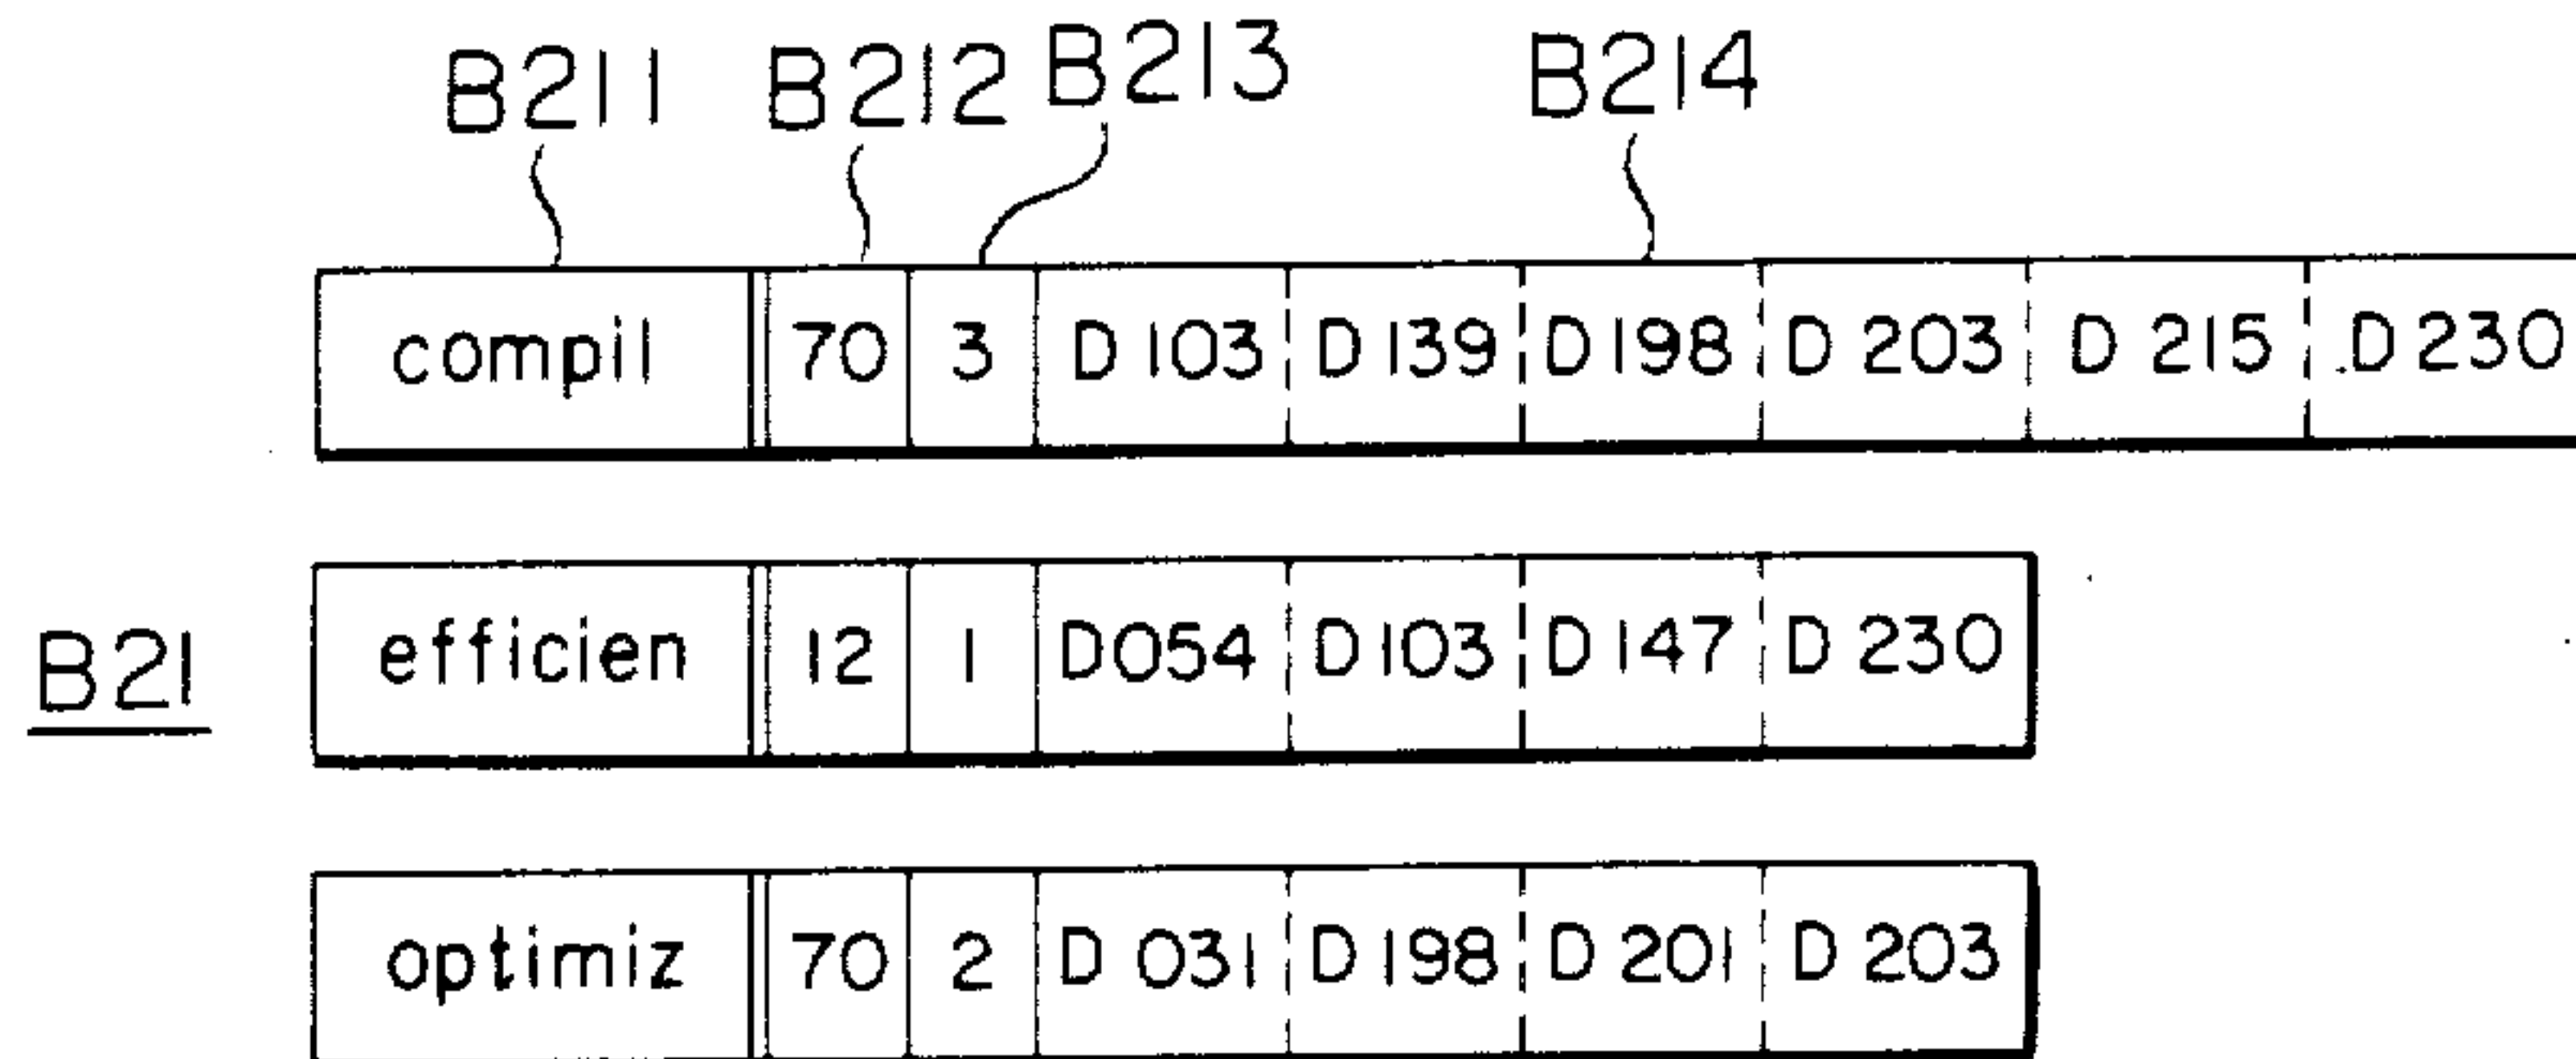 B211 B212 B213 B214
compil 70 3 D103 D139 D198 D203 D215 D230
B21
efficien 12 1 D054 D103 D147 D230
optimiz 70 2 D031 D198 D201 D203